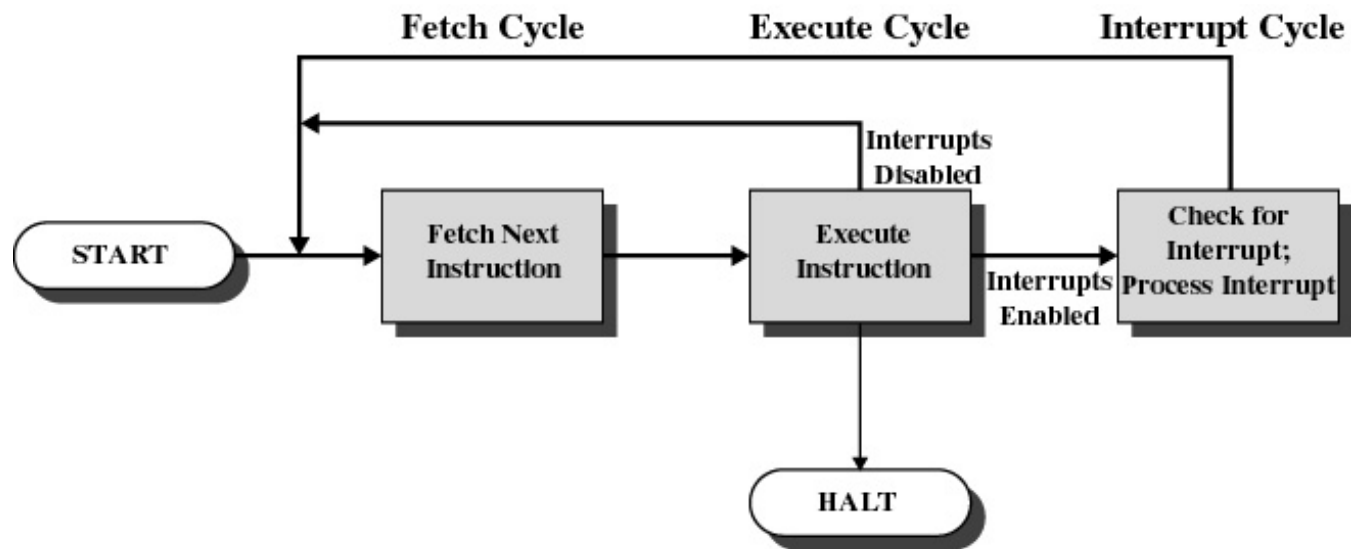 Fetch Cycle
Execute Cycle
Interrupt Cycle
Interrupts
Disabled
START
Fetch Next
Instruction
Execute
Instruction
Interrupts
Enabled
Check for
Interrupt;
Process Interrupt
HALT